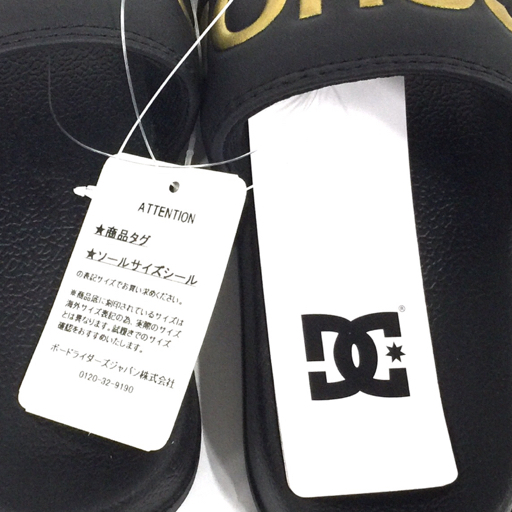 ATTENTION
★商品タグ
★ソールサイズシール
の表記サイズでお買い求めください。
※商品底に刻印されているサイズは
海外サイズ表記の為、実際のサイズ
とは異なります。試履きでのサイズ
確認をおすすめいたします。
ボードライダーズジャパン株式会社
0120-32-9190
DC
®